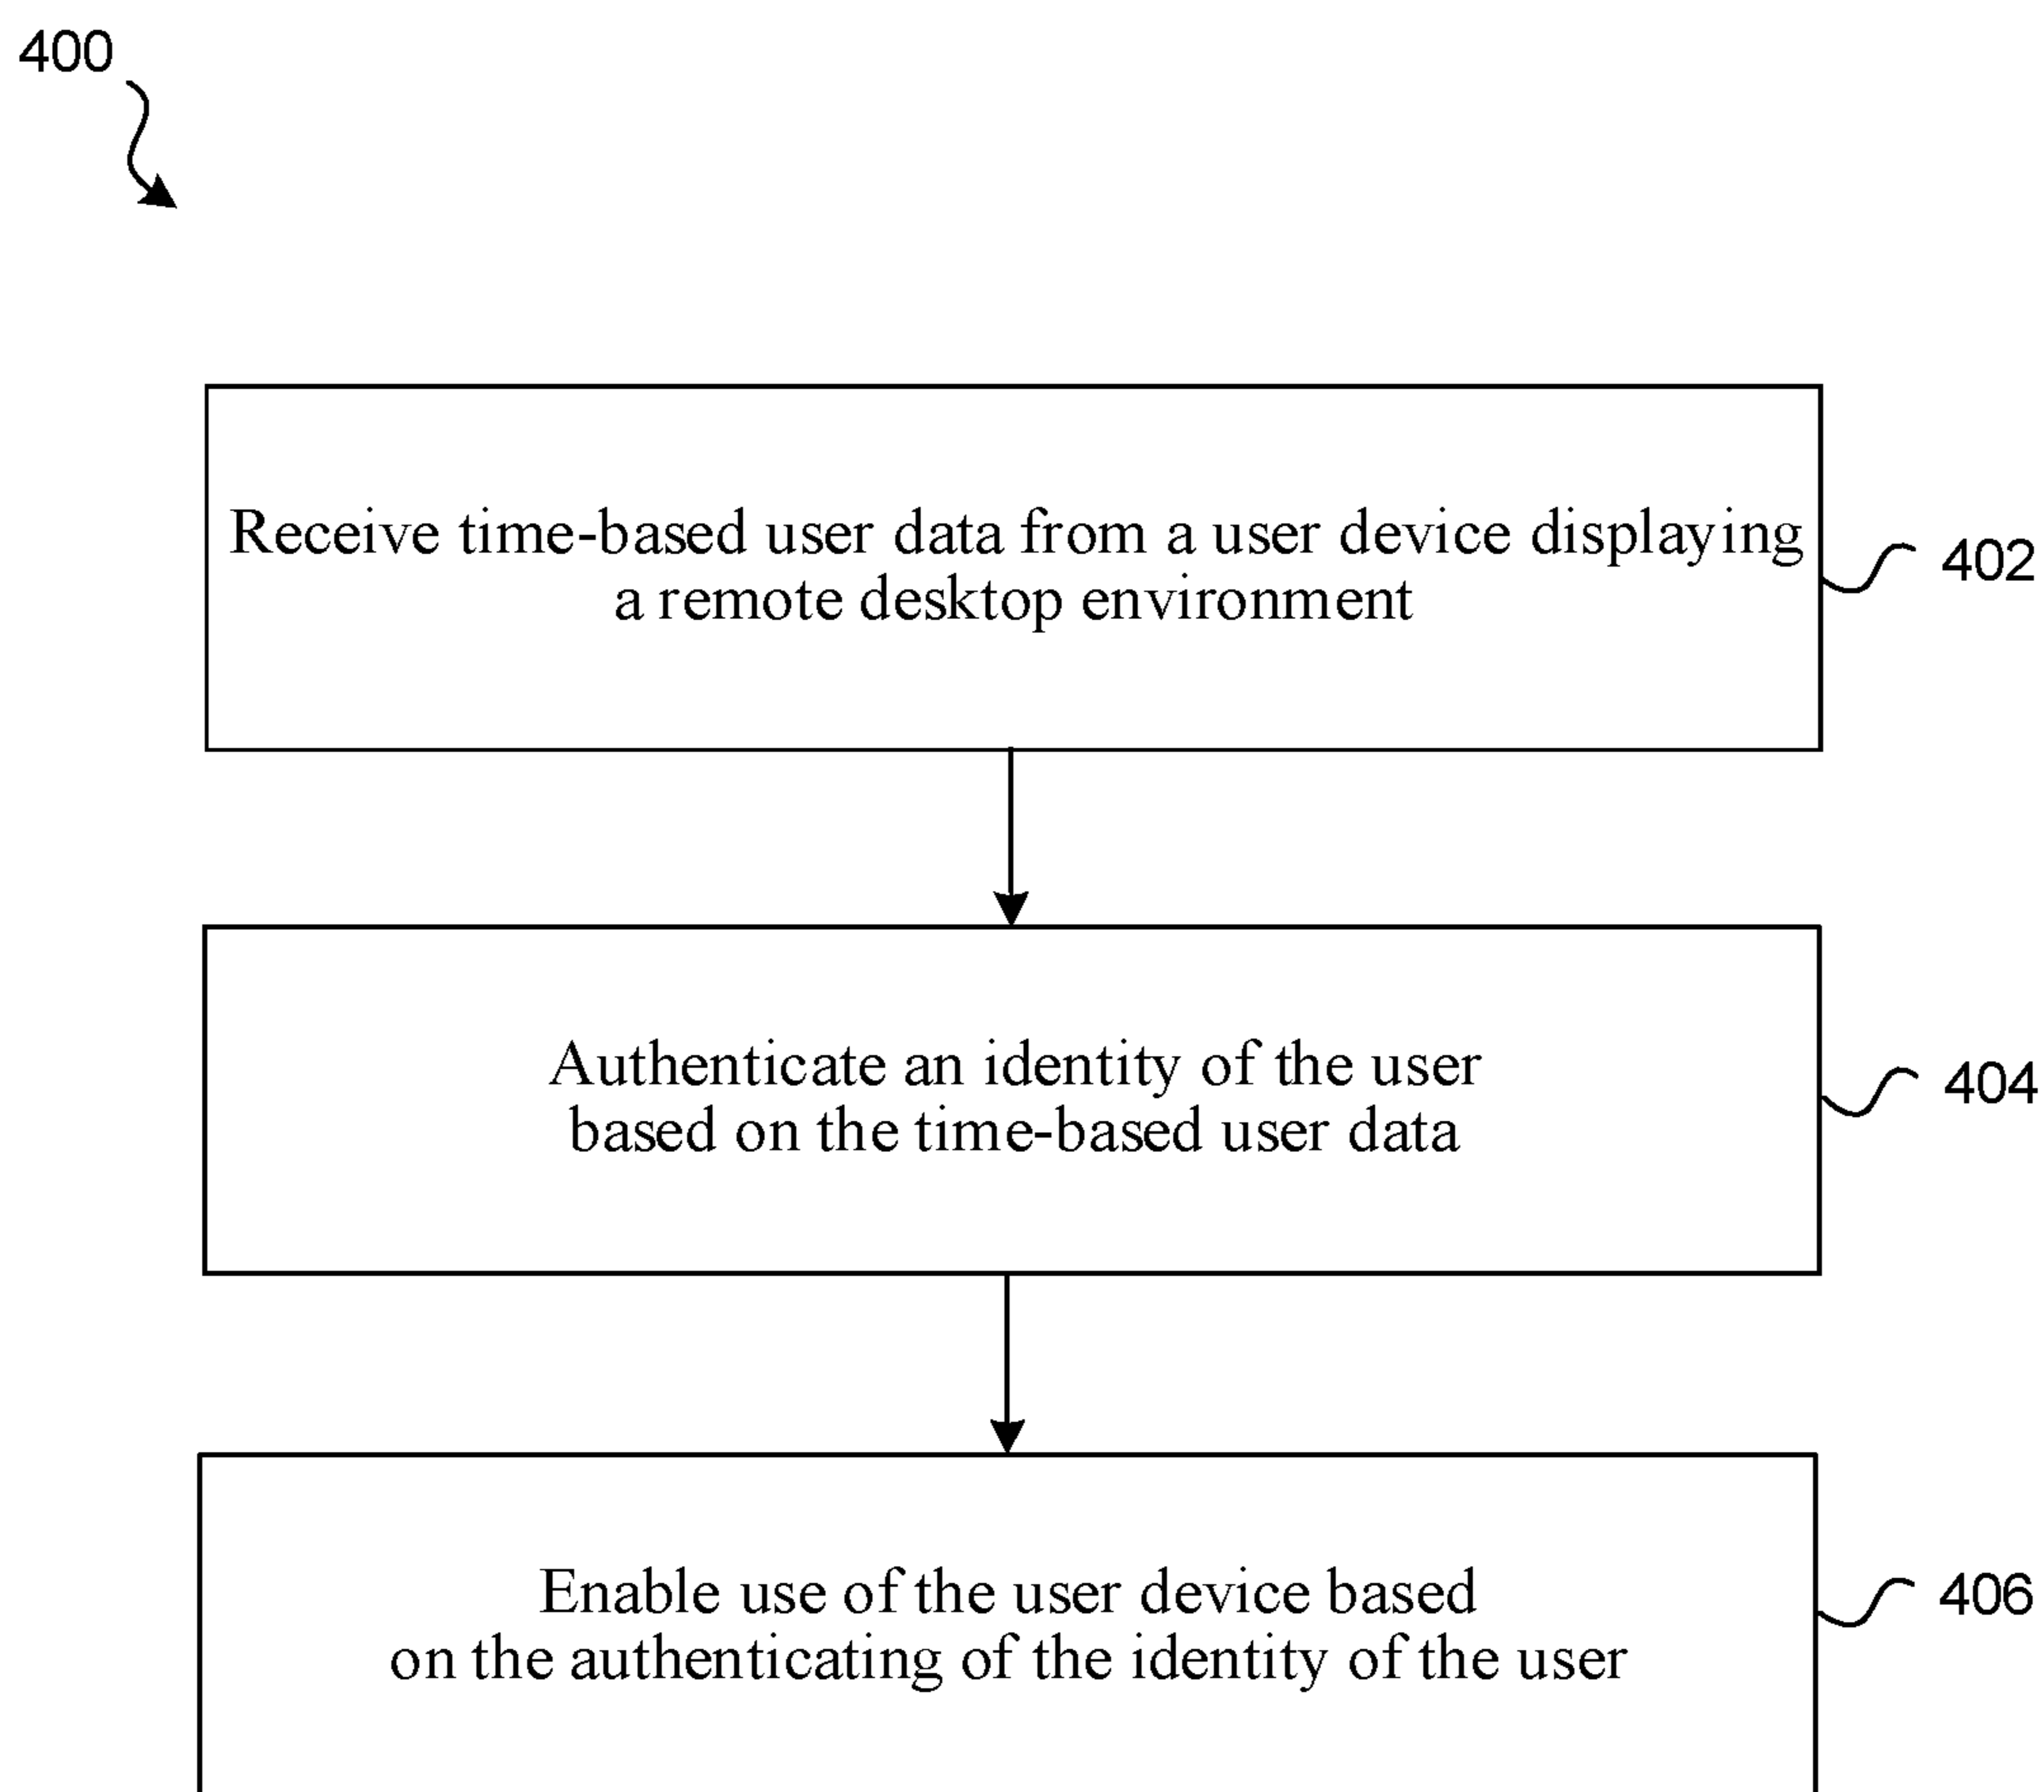 400
Receive time-based user data from a user device displaying
a remote desktop environment
402
Authenticate an identity of the user
based on the time-based user data
404
Enable use of the user device based
on the authenticating of the identity of the user
406